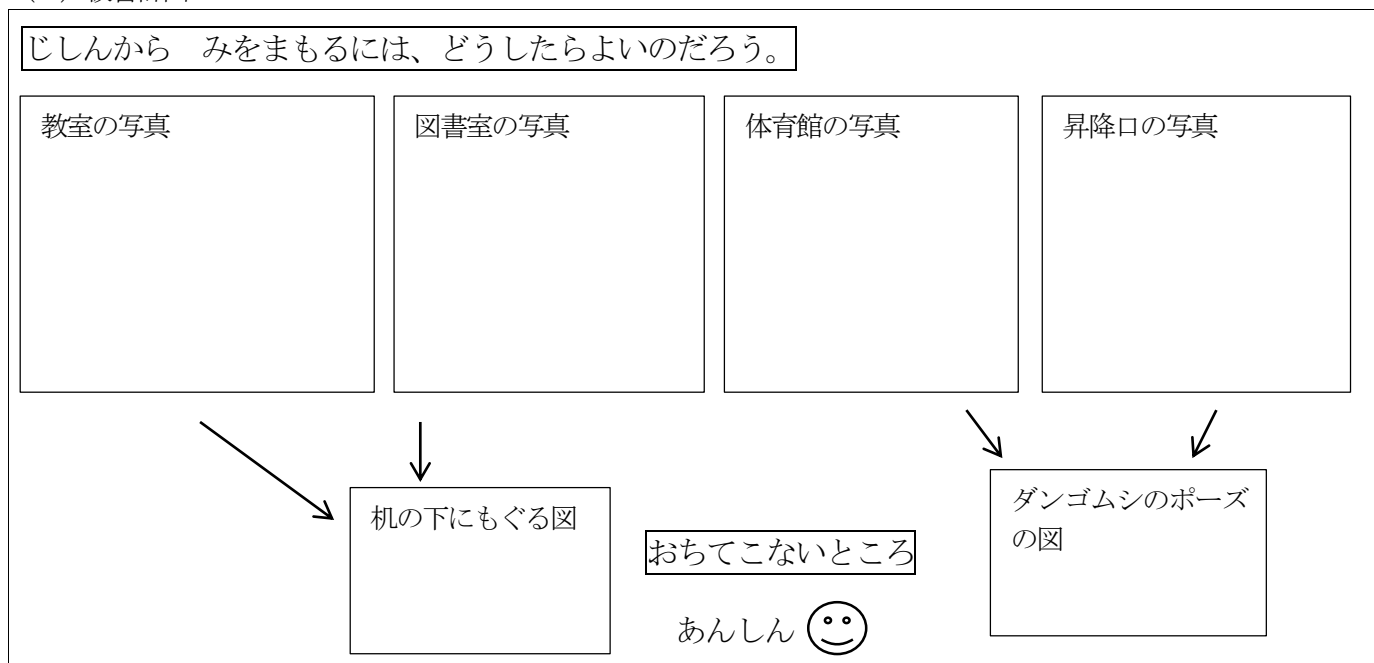 じしんから　みをまもるには、どうしたらよいのだろう。
教室の写真
図書室の写真
体育館の写真
昇降口の写真
机の下にもぐる図
おちてこないところ
あんしん
ダンゴムシのポーズ
の図